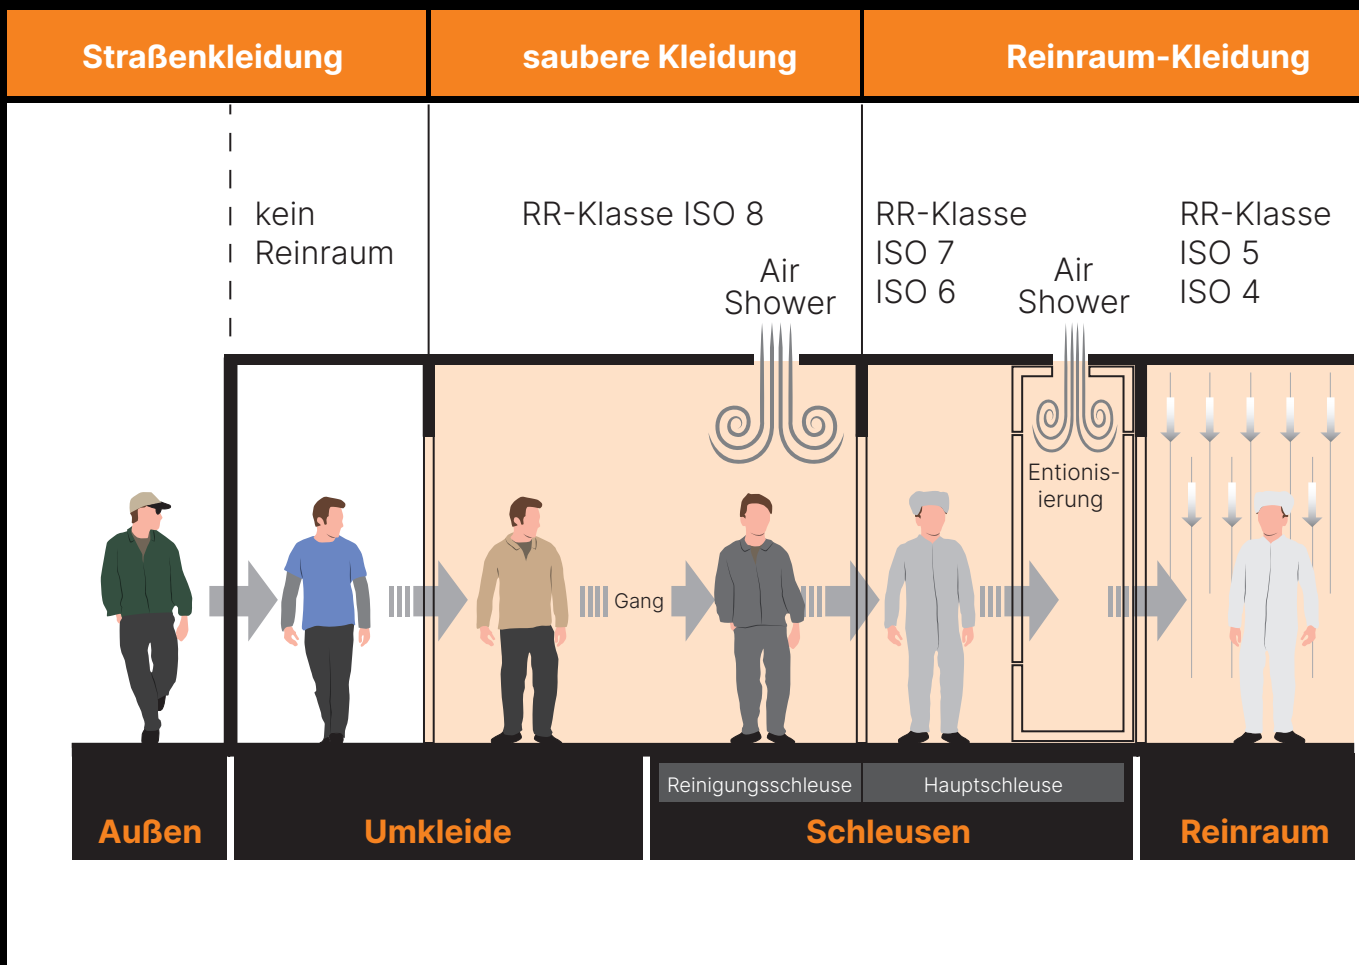 Straßenkleidung
saubere Kleidung
Reinraum-Kleidung
kein
Reinraum
RR-Klasse ISO 8
Air
Shower
RR-Klasse
ISO 7
ISO 6
Air
Shower
RR-Klasse
ISO 5
ISO 4
Entionis-
ierung
Gang
Reinigungsschleuse
Hauptschleuse
Außen
Umkleide
Schleusen
Reinraum